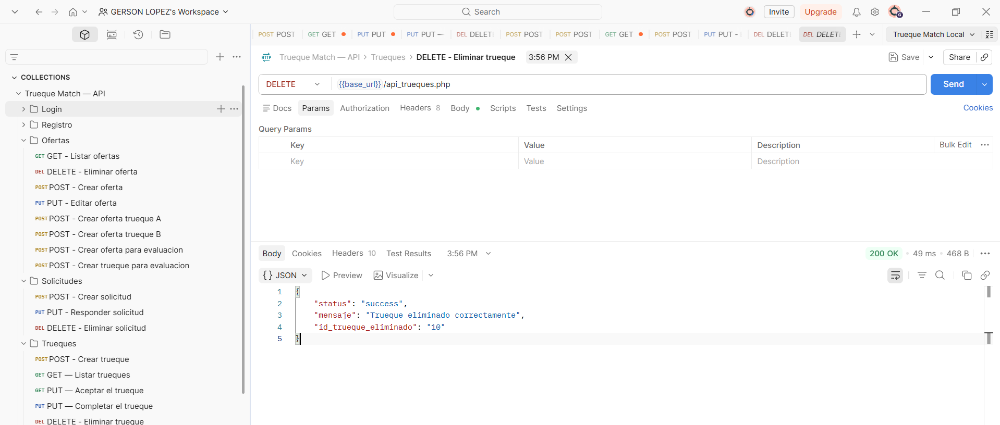 GERSON LOPEZ's Workspace
Search
Invite
Upgrade
POST POST
GET GET
PUT PUT
PUT PUT —
DEL DELET
POST POST
POST POST
GET GET
POST POST
PUT PUT -
DEL DELET
DEL DELET
Trueque Match Local
HTTP
Trueque Match — API > Trueques > DELETE - Eliminar trueque
3:56 PM
Save
Share
COLLECTIONS
Trueque Match — API
Login
Registro
Ofertas
GET GET - Listar ofertas
DEL DELETE - Eliminar oferta
POST POST - Crear oferta
PUT PUT - Editar oferta
POST POST - Crear oferta trueque A
POST POST - Crear oferta trueque B
POST POST - Crear oferta para evaluacion
POST POST - Crear trueque para evaluacion
Solicitudes
POST POST - Crear solicitud
PUT PUT - Responder solicitud
DEL DELETE - Eliminar solicitud
Trueques
POST POST - Crear trueque
GET GET — Listar trueques
GET PUT — Aceptar el trueque
PUT PUT — Completar el trueque
DEL DELETE - Eliminar trueque
DELETE
{{base_url}} /api_trueques.php
Send
Docs
Params
Authorization
Headers 8
Body
Scripts
Tests
Settings
Cookies
Query Params
Key
Value
Description
Bulk Edit
Key
Value
Description
Body
Cookies
Headers 10
Test Results
3:56 PM
200 OK
49 ms
468 B
{} JSON
Preview
Visualize
1 {
2 "status": "success",
3 "mensaje": "Trueque eliminado correctamente",
4 "id_trueque_eliminado": "10"
5 }